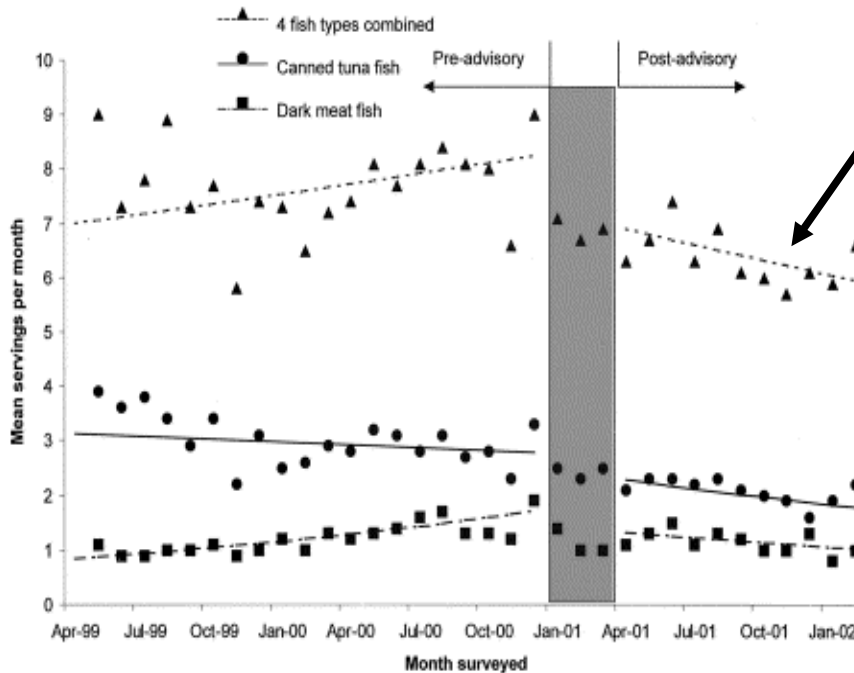 4 fish types combined
Canned tuna fish
Dark meat fish
Pre-advisory
Post-advisory
Mean servings per month
10
9
8
7
6
5
4
3
2
1
0
Apr-99 Jul-99 Oct-99 Jan-00 Apr-00 Jul-00 Oct-00 Jan-01 Apr-01 Jul-01 Oct-01 Jan-02
Month surveyed